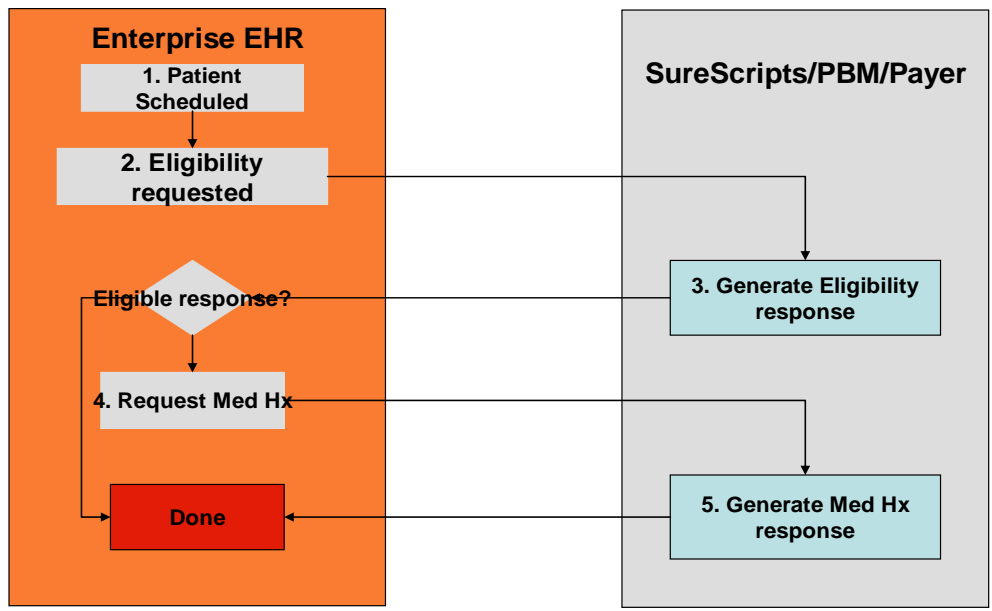 Enterprise EHR
1. Patient
Scheduled
2. Eligibility
requested
Eligible response?
4. Request Med Hx
Done
SureScripts/PBM/Payer
3. Generate Eligibility
response
5. Generate Med Hx
response